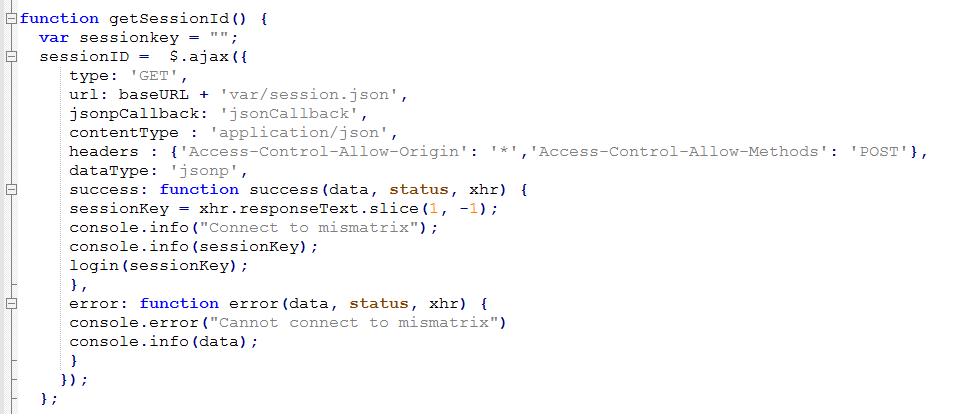 function getSessionId() {
var sessionkey = "";
sessionID =  $.ajax({
type: 'GET',
url: baseURL + 'var/session.json',
jsonpCallback: 'jsonCallback',
contentType : 'application/json',
headers : {'Access-Control-Allow-Origin': '*','Access-Control-Allow-Methods': 'POST'},
dataType: 'jsonp',
success: function success(data, status, xhr) {
sessionKey = xhr.responseText.slice(1, -1);
console.info("Connect to mismatrix");
console.info(sessionKey);
login(sessionKey);
},
error: function error(data, status, xhr) {
console.error("Cannot connect to mismatrix")
console.info(data);
}
});
};